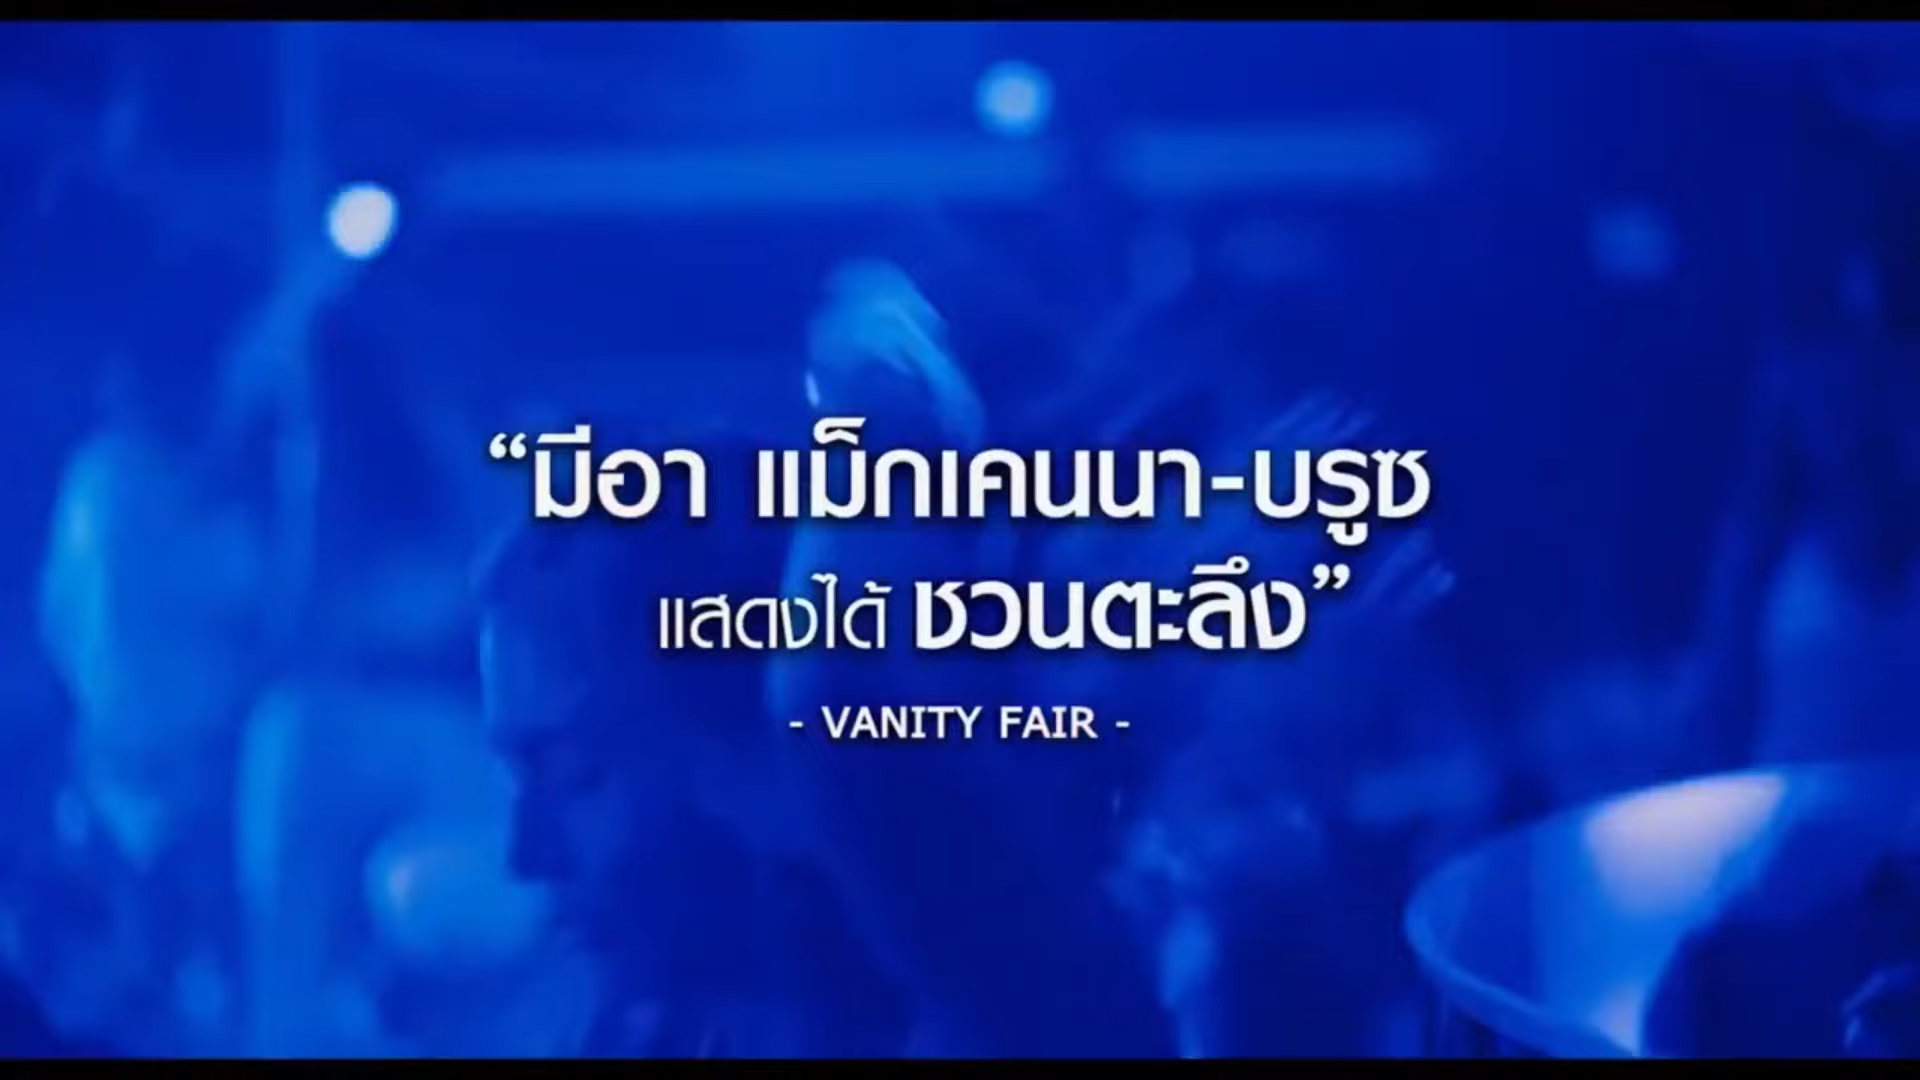 “มีอา แม็กเคนนา-บรูซ
แสดงได้ ชวนตะลึง”
- VANITY FAIR -